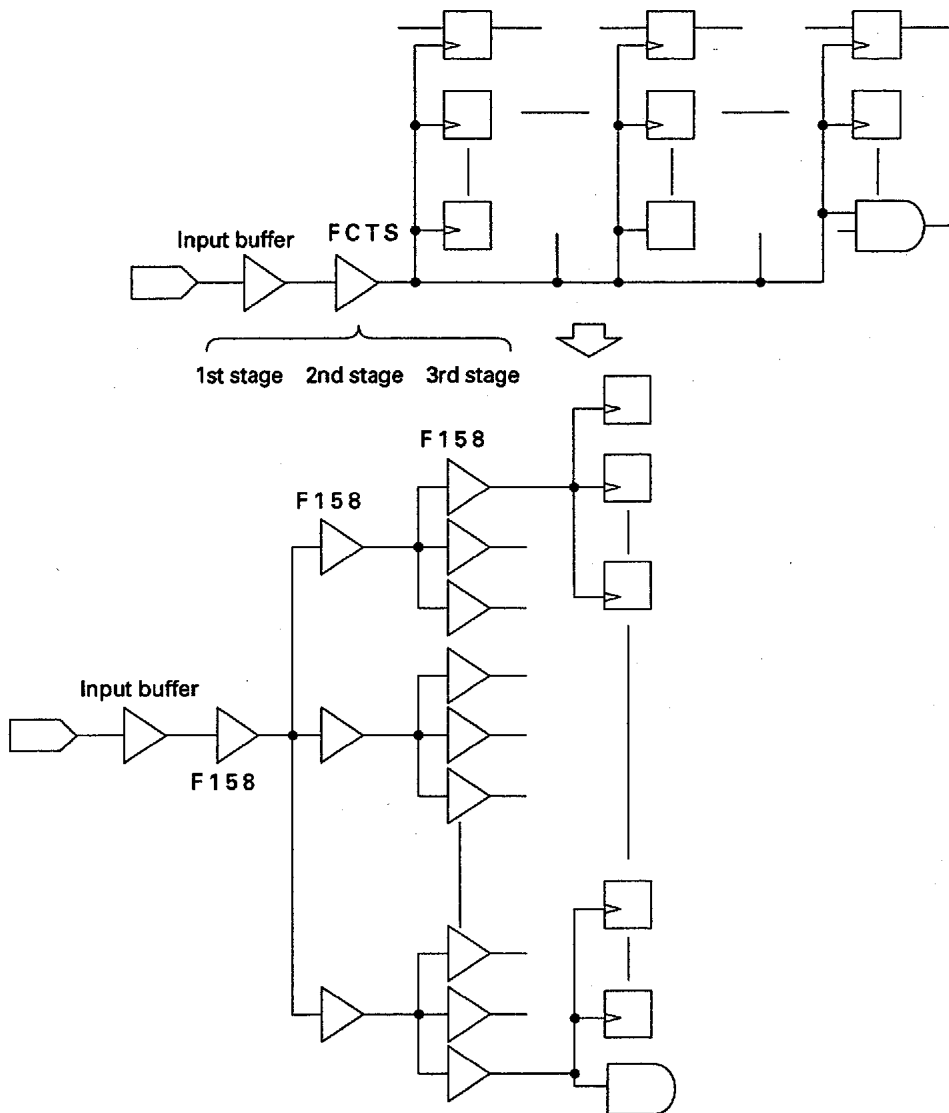 FCTS
Input buffer
1st stage 2nd stage 3rd stage
F158
F158
Input buffer
F158